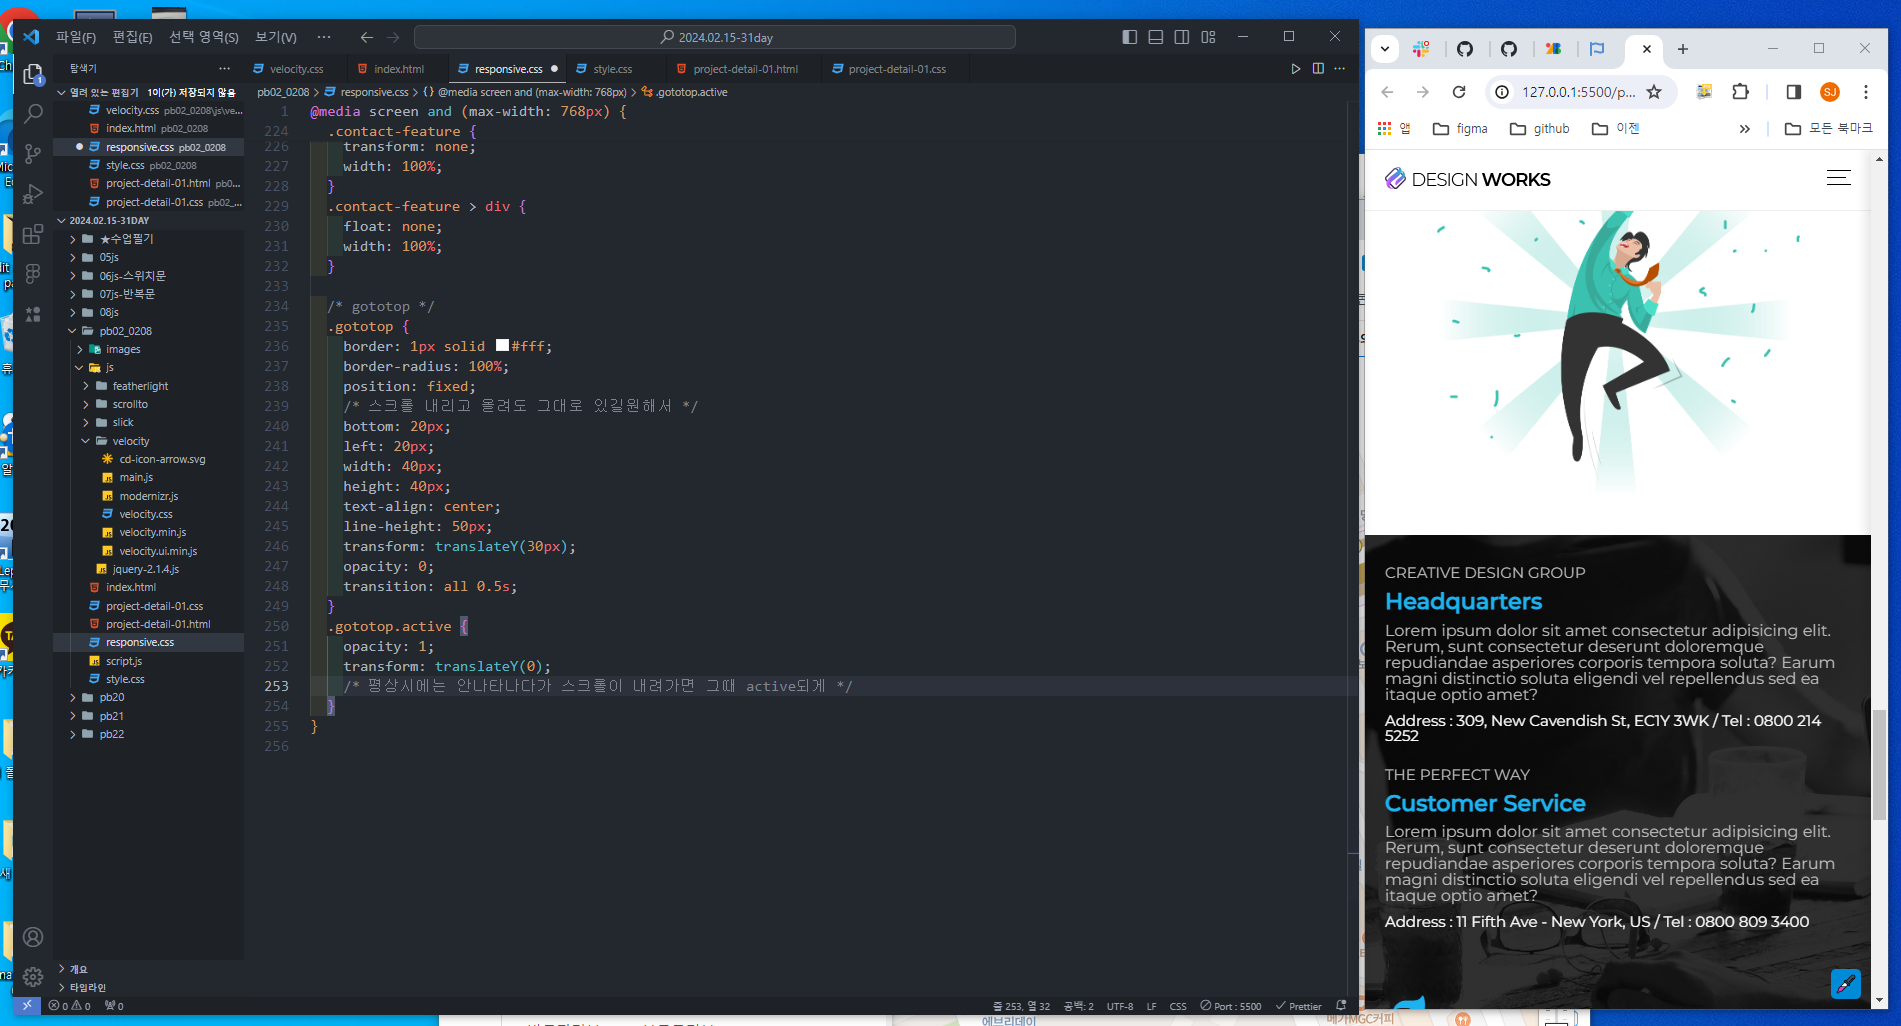 파일(F) 편집(E) 선택 영역(S) 보기(V) ··· 2024.02.15-31day
탐색기 ···
열려 있는 편집기 1이(가) 저장되지 않음
velocity.css pb02_0208\js\ve...
index.html pb02_0208
responsive.css pb02_0208
style.css pb02_0208
project-detail-01.html pb0...
project-detail-01.css pb02_...
2024.02.15-31DAY
★수업필기
05js
06js-스위치문
07js-반복문
08js
pb02_0208
images
js
featherlight
scrollto
slick
velocity
cd-icon-arrow.svg
main.js
modernizr.js
velocity.css
velocity.min.js
velocity.ui.min.js
jquery-2.1.4.js
index.html
project-detail-01.css
project-detail-01.html
responsive.css
script.js
style.css
pb20
pb21
pb22
개요
타임라인
velocity.css index.html responsive.css style.css project-detail-01.html project-detail-01.css
pb02_0208 > responsive.css > {} @media screen and (max-width: 768px) > .gototop.active
1 @media screen and (max-width: 768px) {
224 .contact-feature {
226 transform: none;
227 width: 100%;
228 }
229 .contact-feature > div {
230 float: none;
231 width: 100%;
232 }
233
234 /* gototop */
235 .gototop {
236 border: 1px solid #fff;
237 border-radius: 100%;
238 position: fixed;
239 /* 스크롤 내리고 올려도 그대로 있길원해서 */
240 bottom: 20px;
241 left: 20px;
242 width: 40px;
243 height: 40px;
244 text-align: center;
245 line-height: 50px;
246 transform: translateY(30px);
247 opacity: 0;
248 transition: all 0.5s;
249 }
250 .gototop.active {
251 opacity: 1;
252 transform: translateY(0);
253 /* 평상시에는 안나타나다가 스크롤이 내려가면 그때 active되게 */
254 }
255 }
256
0 0 0 줄 253, 열 32 공백: 2 UTF-8 LF CSS Port : 5500 Prettier
127.0.0.1:5500/p... SJ
앱 figma github 이젠 » 모든 북마크
DESIGN WORKS
CREATIVE DESIGN GROUP
Headquarters
Lorem ipsum dolor sit amet consectetur adipisicing elit.
Rerum, sunt consectetur deserunt doloremque
repudiandae asperiores corporis tempora soluta? Earum
magni distinctio soluta eligendi vel repellendus sed ea
itaque optio amet?
Address : 309, New Cavendish St, EC1Y 3WK / Tel : 0800 214
5252
THE PERFECT WAY
Customer Service
Lorem ipsum dolor sit amet consectetur adipisicing elit.
Rerum, sunt consectetur deserunt doloremque
repudiandae asperiores corporis tempora soluta? Earum
magni distinctio soluta eligendi vel repellendus sed ea
itaque optio amet?
Address : 11 Fifth Ave - New York, US / Tel : 0800 809 3400
에브리데이
메가MGC커피